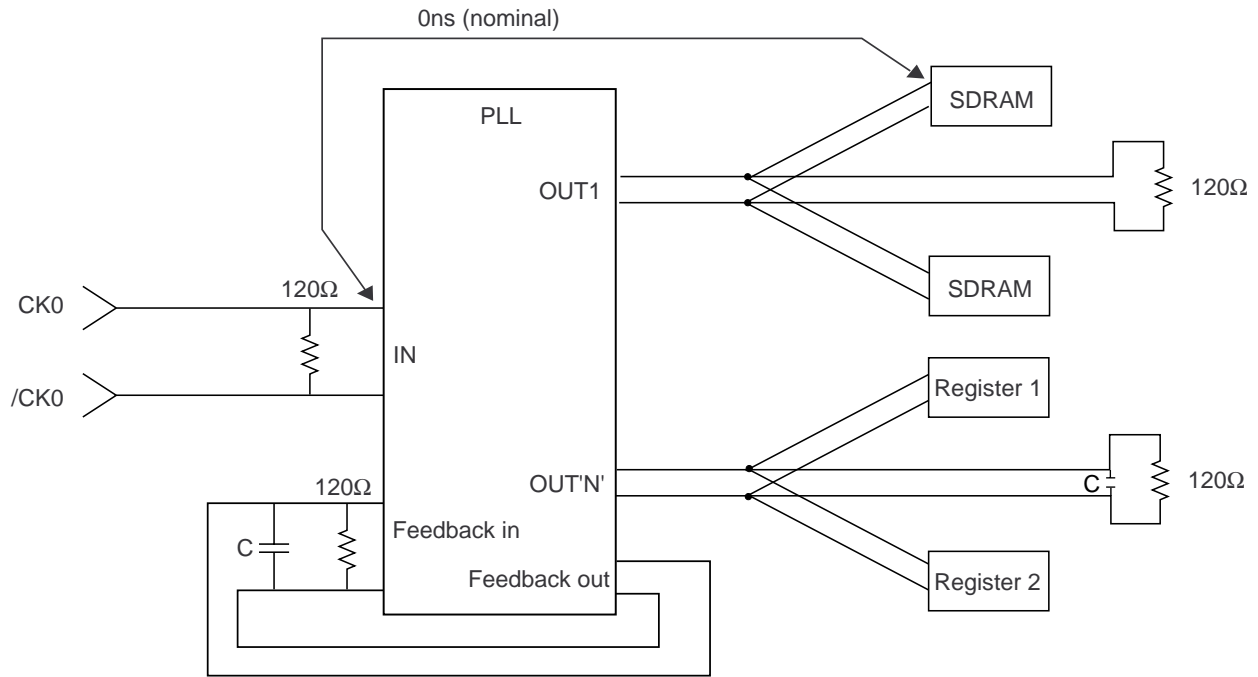 0ns (nominal)
PLL
SDRAM
OUT1
120Ω
SDRAM
CK0
120Ω
IN
/CK0
Register 1
OUT'N'
C
120Ω
120Ω
C
Feedback in
Feedback out
Register 2